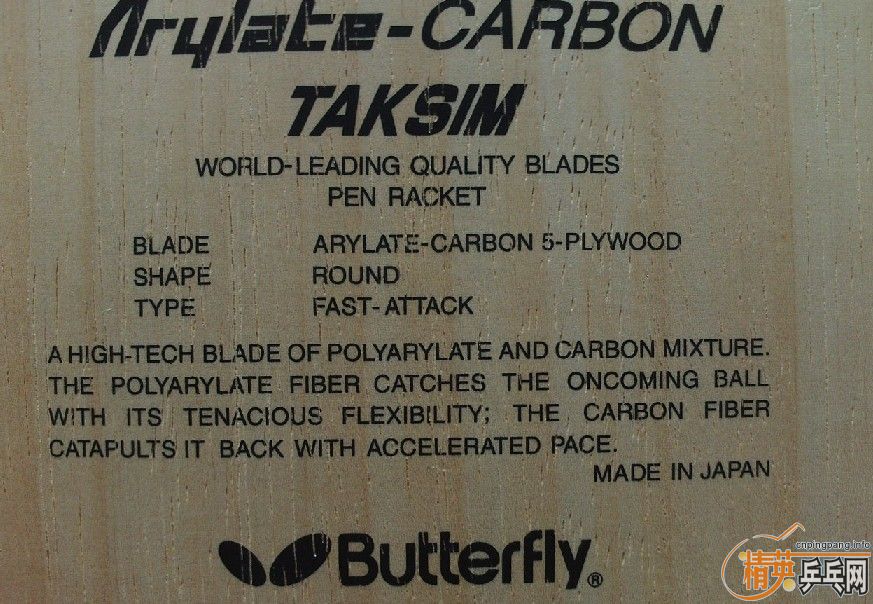 Arylate-CARBON
TAKSIM
WORLD-LEADING QUALITY BLADES
PEN RACKET
BLADE ARYLATE-CARBON 5-PLYWOOD
SHAPE ROUND
TYPE FAST-ATTACK
A HIGH-TECH BLADE OF POLYARYLATE AND CARBON MIXTURE.
THE POLYARYLATE FIBER CATCHES THE ONCOMING BALL
WITH ITS TENACIOUS FLEXIBILITY; THE CARBON FIBER
CATAPULTS IT BACK WITH ACCELERATED PACE.
MADE IN JAPAN
Butterfly®
cnpingpang.info
精英乒乓网